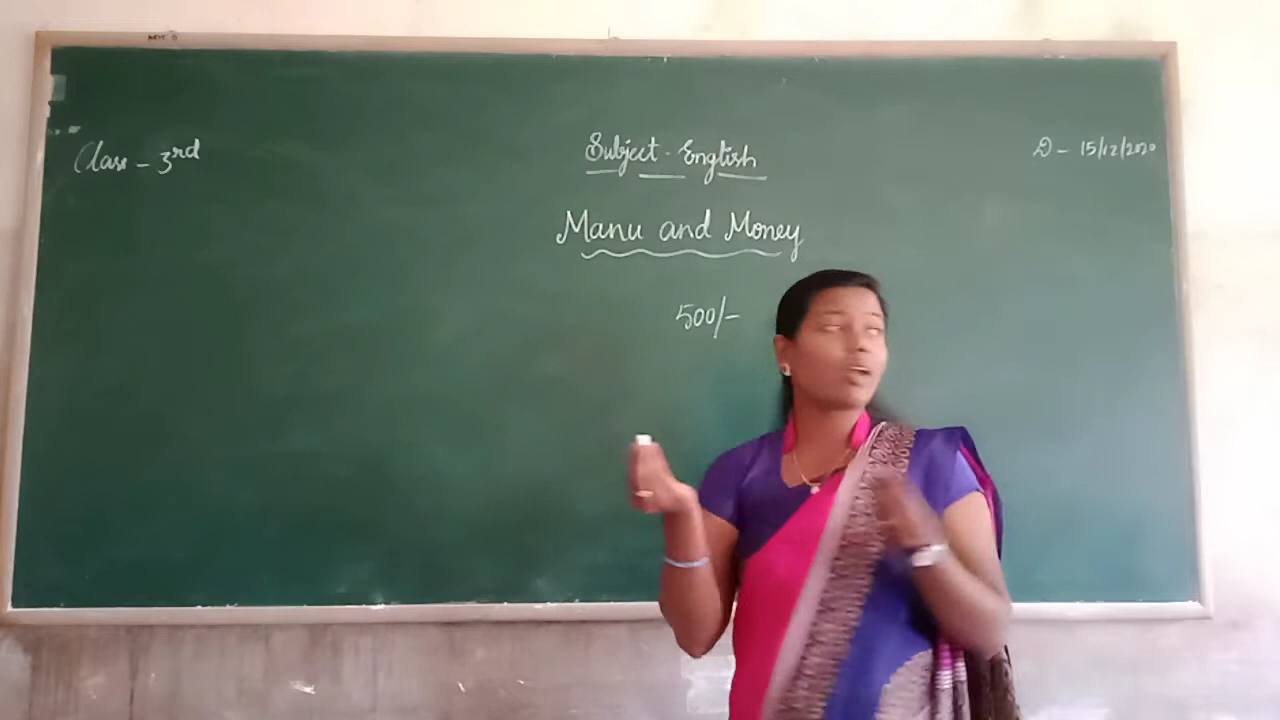 Class - 3rd
Subject - English
D - 15/12/2020
Manu and Money
500/-